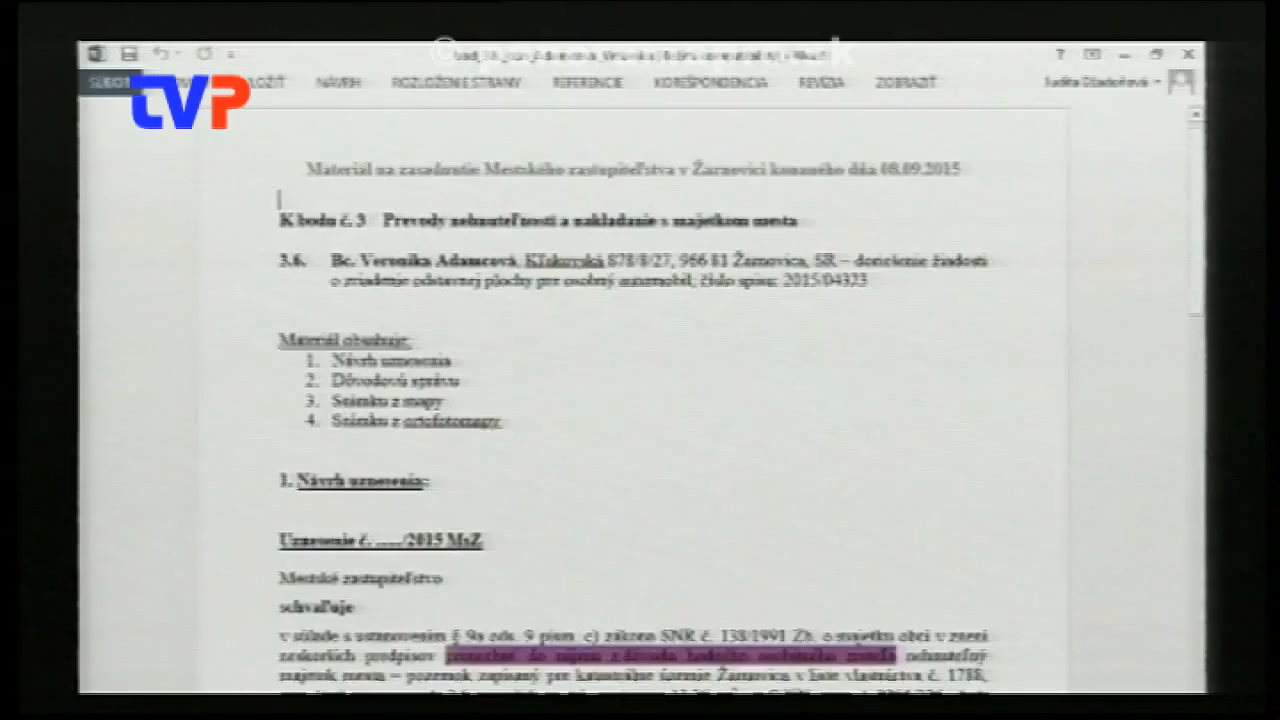 SÚBOR
NÁVRH
ROZLOŽENIE STRANY
REFERENCIE
KOREŠPONDENCIA
REVÍZIA
ZOBRAZIŤ
TVP
Materiál na zasadnutie Mestského zastupiteľstva v Žarnovici konaného dňa 08.09.2015
K bodu č. 3 Prevody nehnuteľností a nakladanie s majetkom mesta
3.6. Bc. Veronika Adamcová, Kľakovská 878/8/27, 966 81 Žarnovica, SR – doriešenie žiadosti
o zriadenie odstavnej plochy pre osobný automobil, číslo spisu: 2015/04323
Materiál obsahuje:
1. Návrh uznesenia
2. Dôvodovú správu
3. Snímku z mapy
4. Snímku z ortofotomapy
1. Návrh uznesenia:
Uznesenie č. ..../2015 MsZ
Mestské zastupiteľstvo
schvaľuje
v súlade s ustanovením § 9a ods. 9 písm. c) zákona SNR č. 138/1991 Zb. o majetku obcí v znení
neskorších predpisov prenechať do nájmu z dôvodu hodného osobitného zreteľa nehnuteľný
majetok mesta – pozemok zapísaný pre katastrálne územie Žarnovica v liste vlastníctva č. 1788,